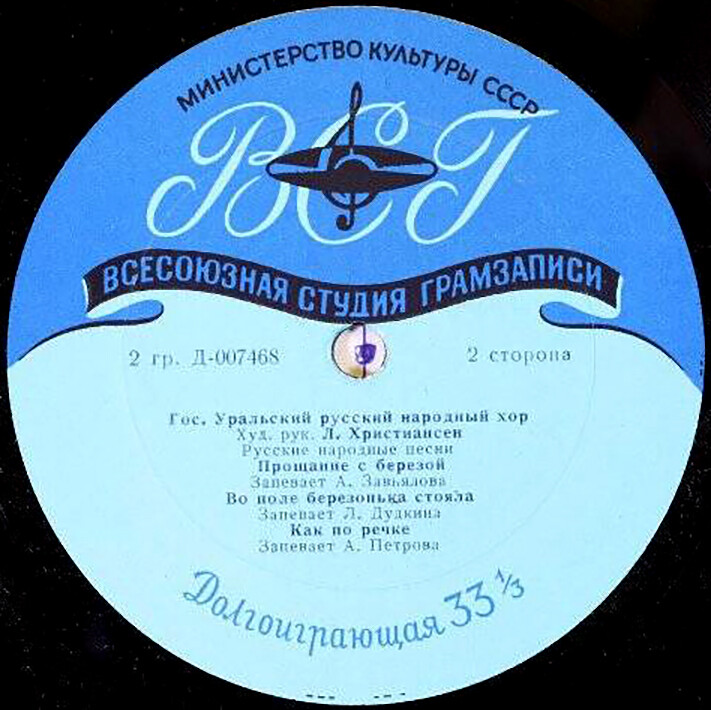 МИНИСТЕРСТВО КУЛЬТУРЫ СССР
ВСГ
ВСЕСОЮЗНАЯ СТУДИЯ ГРАМЗАПИСИ
2 гр. Д-007468 2 сторона
Гос. Уральский русский народный хор
Худ. рук. Л. Христиансен
Русские народные песни
Прощание с березой
Запевает А. Завьялова
Во поле березонька стояла
Запевает Л. Дудкина
Как по речке
Запевает А. Петрова
Долгоиграющая 33 1/3